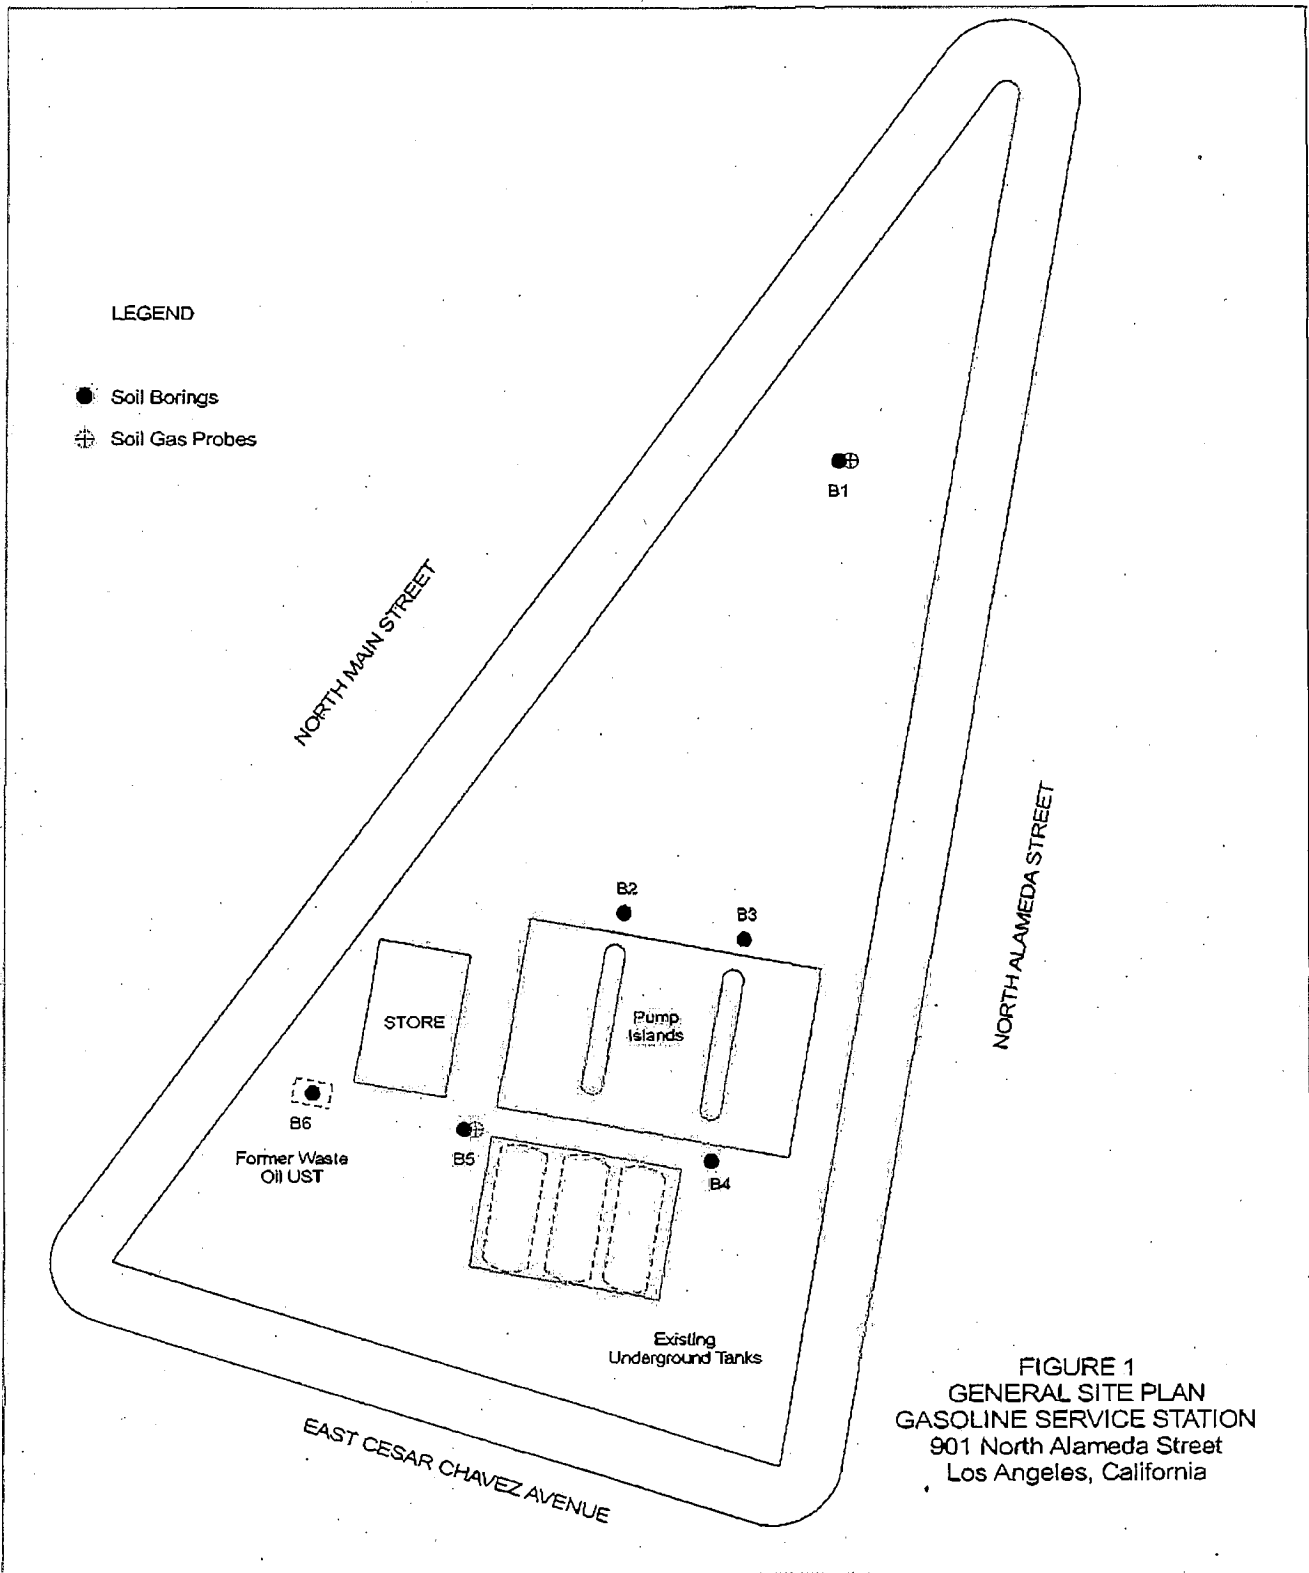 LEGEND
Soil Borings
Soil Gas Probes
B1
NORTH MAIN STREET
NORTH ALAMEDA STREET
B2
B3
STORE
Pump
Islands
B6
Former Waste
Oil UST
B5
B4
Existing
Underground Tanks
EAST CESAR CHAVEZ AVENUE
FIGURE 1
GENERAL SITE PLAN
GASOLINE SERVICE STATION
901 North Alameda Street
Los Angeles, California